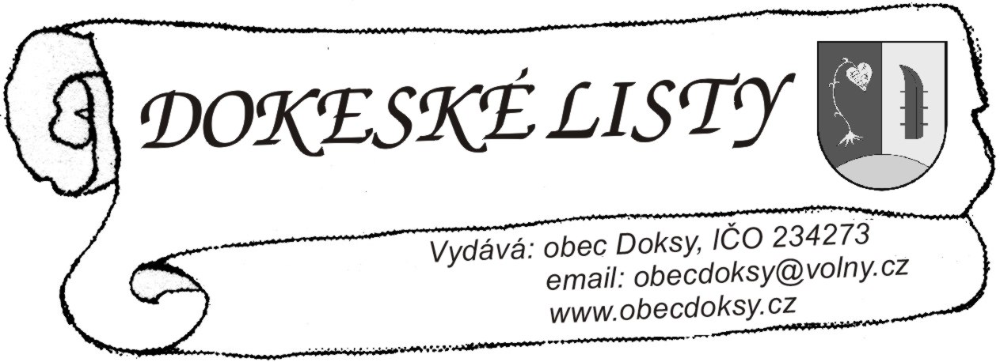 DOKESKÉ LISTY
Vydává: obec Doksy, IČO 234273
email: obecdoksy@volny.cz
www.obecdoksy.cz